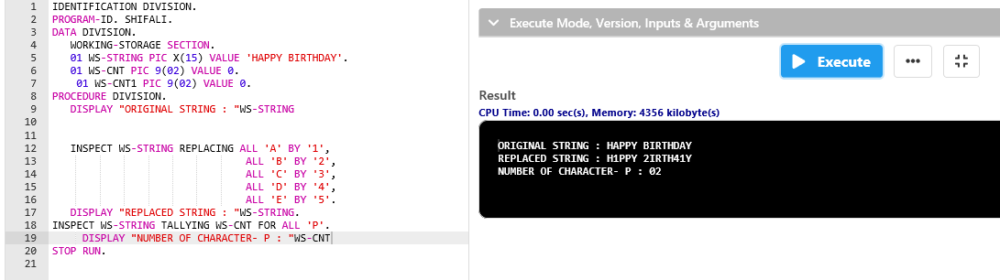 1 IDENTIFICATION DIVISION.
2 PROGRAM-ID. SHIFALI.
3 DATA DIVISION.
4 WORKING-STORAGE SECTION.
5 01 WS-STRING PIC X(15) VALUE 'HAPPY BIRTHDAY'.
6 01 WS-CNT PIC 9(02) VALUE 0.
7 01 WS-CNT1 PIC 9(02) VALUE 0.
8 PROCEDURE DIVISION.
9 DISPLAY "ORIGINAL STRING : "WS-STRING
10
11
12 INSPECT WS-STRING REPLACING ALL 'A' BY '1',
13 ALL 'B' BY '2',
14 ALL 'C' BY '3',
15 ALL 'D' BY '4',
16 ALL 'E' BY '5'.
17 DISPLAY "REPLACED STRING : "WS-STRING.
18 INSPECT WS-STRING TALLYING WS-CNT FOR ALL 'P'.
19 DISPLAY "NUMBER OF CHARACTER- P : "WS-CNT
20 STOP RUN.
21
Execute Mode, Version, Inputs & Arguments
Execute
Result
CPU Time: 0.00 sec(s), Memory: 4356 kilobyte(s)
ORIGINAL STRING : HAPPY BIRTHDAY
REPLACED STRING : H1PPY 2IRTH41Y
NUMBER OF CHARACTER- P : 02